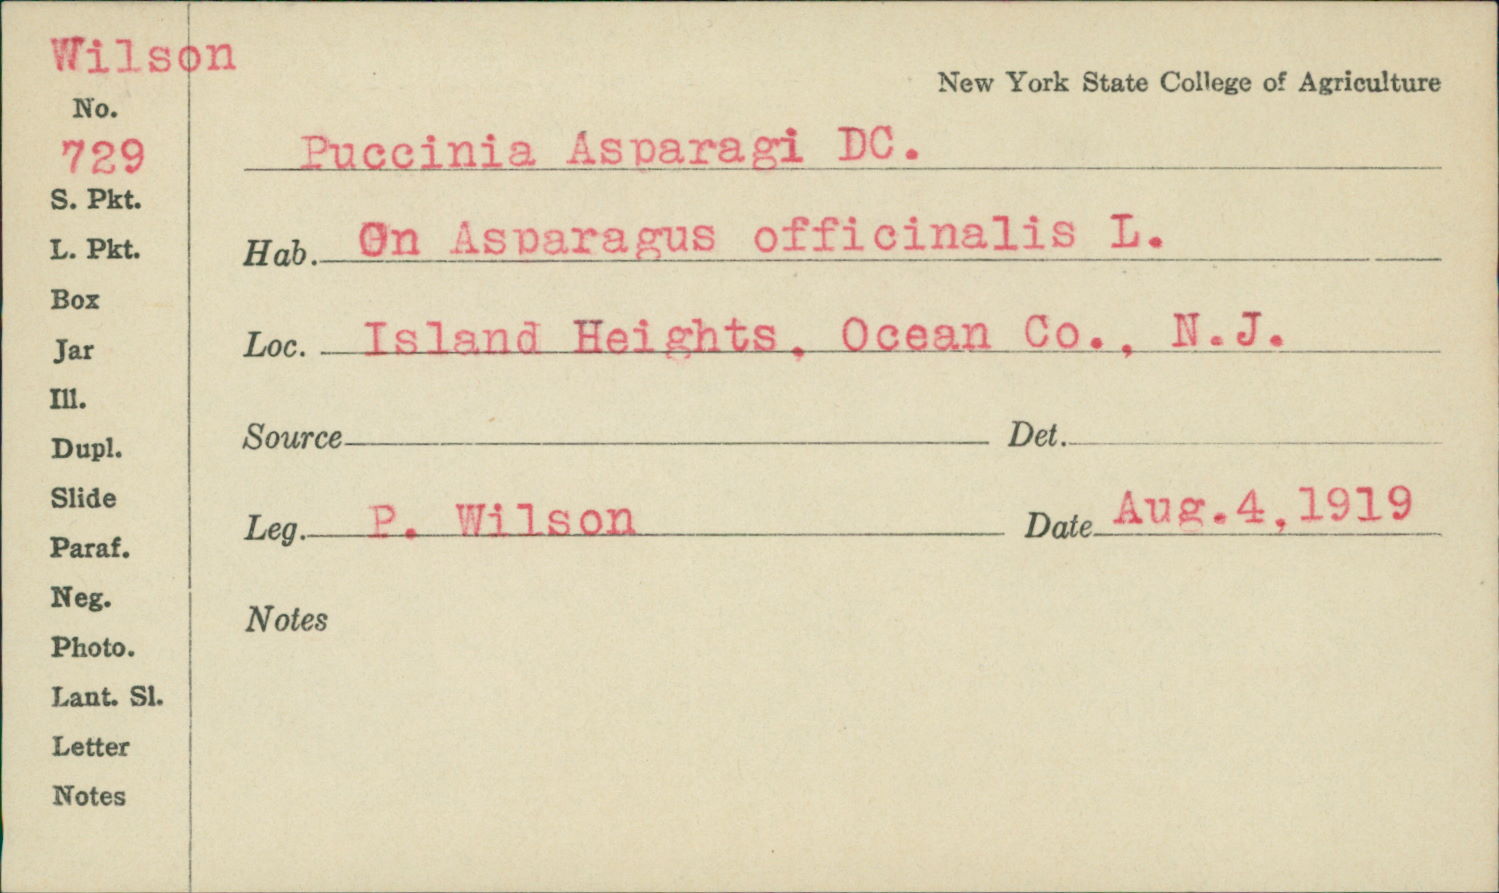 Wilson
New York State College of Agriculture
No.
729
Puccinia Asparagi DC.
S. Pkt.
L. Pkt.
Hab. On Asparagus officinalis L.
Box
Jar
Loc. Island Heights, Ocean Co., N.J.
Ill.
Dupl.
Source Det.
Slide
Leg. P. Wilson Date Aug.4,1919
Paraf.
Neg.
Notes
Photo.
Lant. Sl.
Letter
Notes